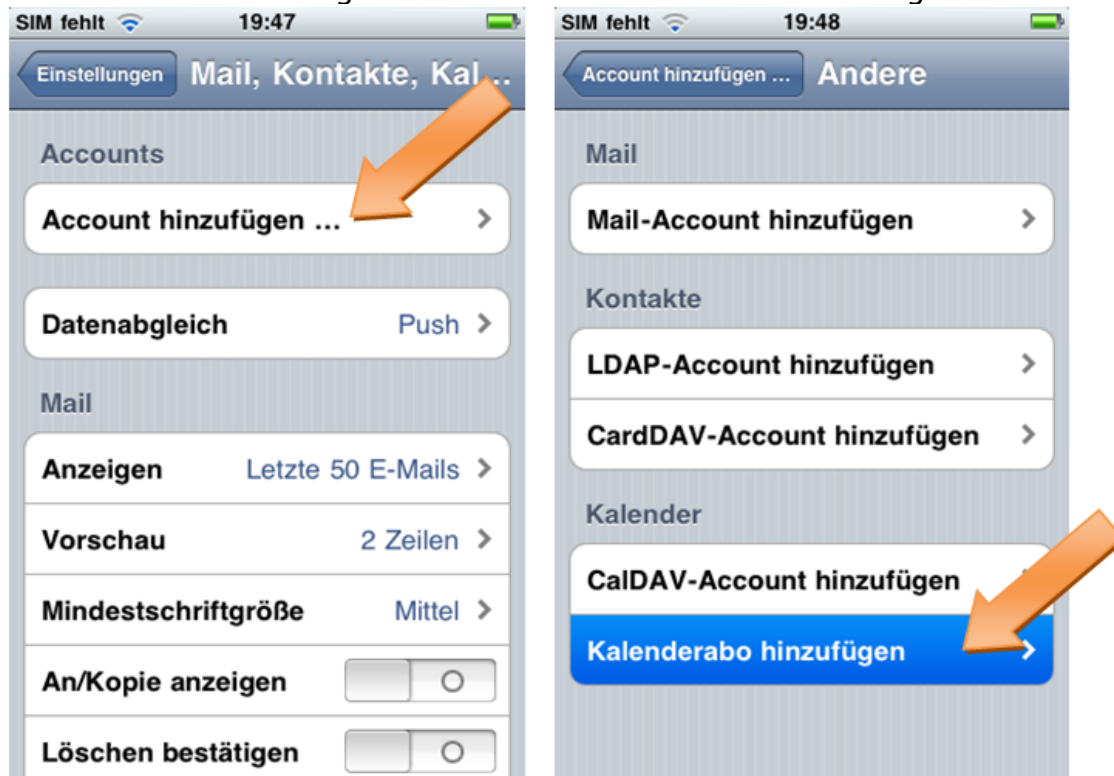 SIM fehlt 19:47
Einstellungen Mail, Kontakte, Kal...
Accounts
Account hinzufügen ...
Datenabgleich Push
Mail
Anzeigen Letzte 50 E-Mails
Vorschau 2 Zeilen
Mindestschriftgröße Mittel
An/Kopie anzeigen
Löschen bestätigen
SIM fehlt 19:48
Account hinzufügen ... Andere
Mail
Mail-Account hinzufügen
Kontakte
LDAP-Account hinzufügen
CardDAV-Account hinzufügen
Kalender
CalDAV-Account hinzufügen
Kalenderabo hinzufügen